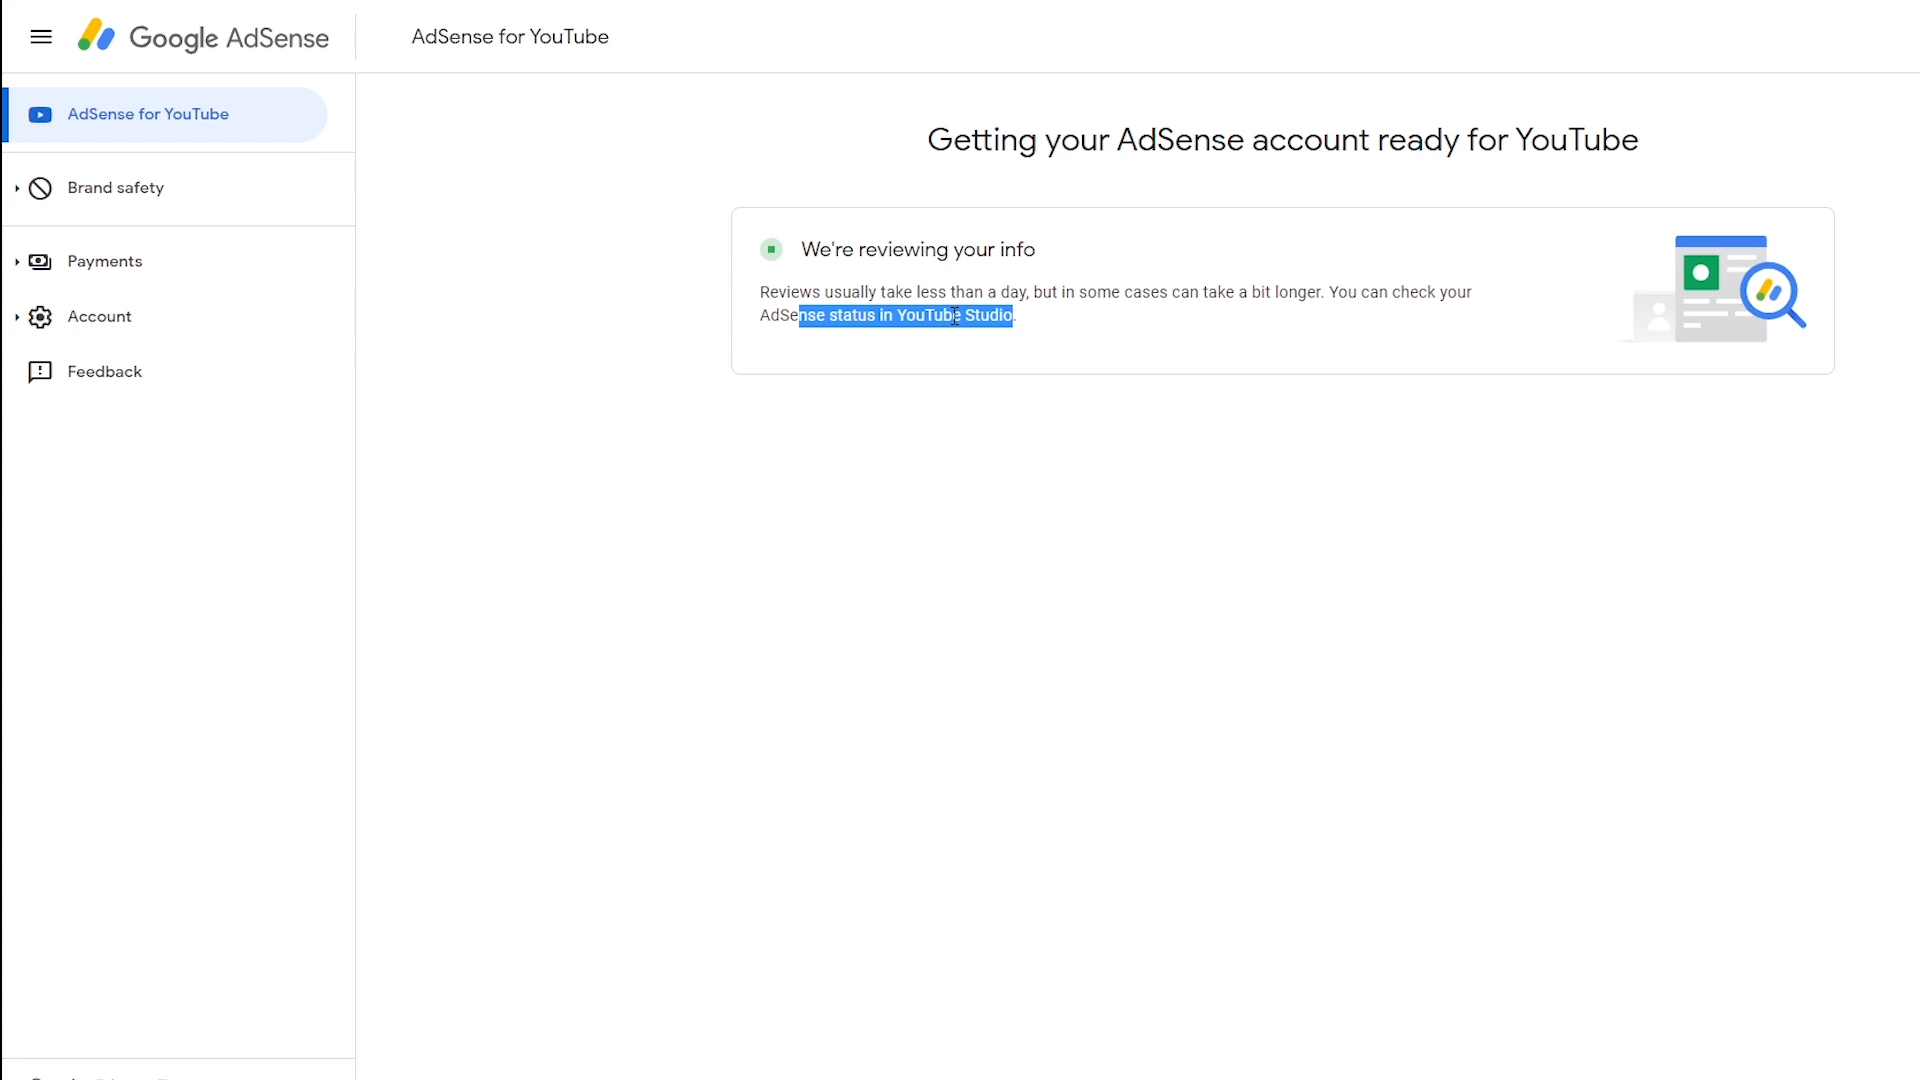 Google AdSense
AdSense for YouTube
AdSense for YouTube
Brand safety
Payments
Account
Feedback
Getting your AdSense account ready for YouTube
We're reviewing your info
Reviews usually take less than a day, but in some cases can take a bit longer. You can check your
AdSense status in YouTube Studio.